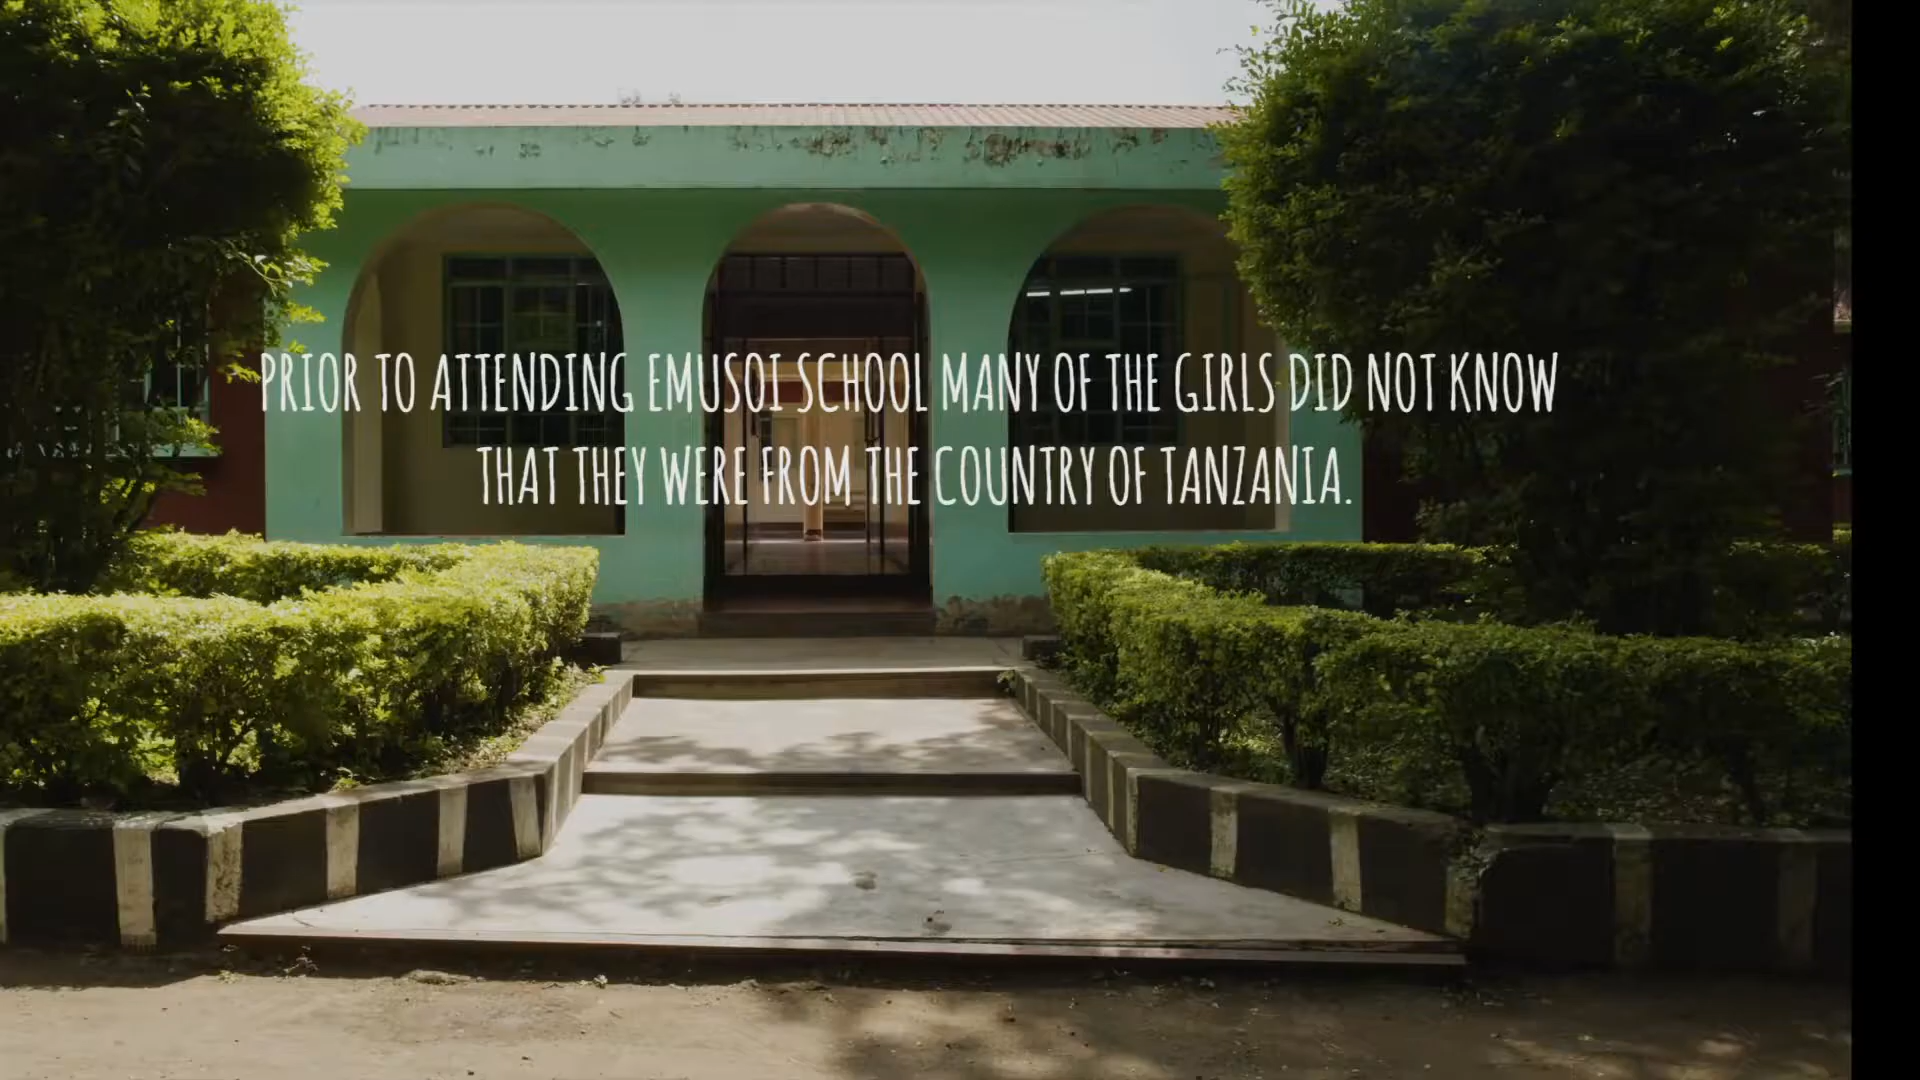 PRIOR TO ATTENDING EMUSOI SCHOOL MANY OF THE GIRLS DID NOT KNOW
THAT THEY WERE FROM THE COUNTRY OF TANZANIA.